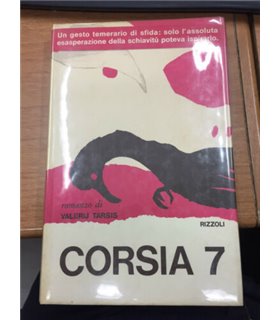 Un gesto temerario di sfida: solo l'assoluta
esasperazione della schiavitù poteva ispirarlo.
romanzo di
VALERIJ TARSIS
RIZZOLI
CORSIA 7